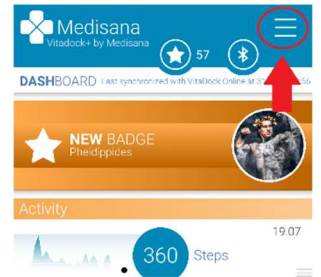 Medisana
Vitadock+ by Medisana
57
DASHBOARD Last synchronized with VitaDock Online at
NEW BADGE
Pheidippides
Activity
19.07
360 Steps